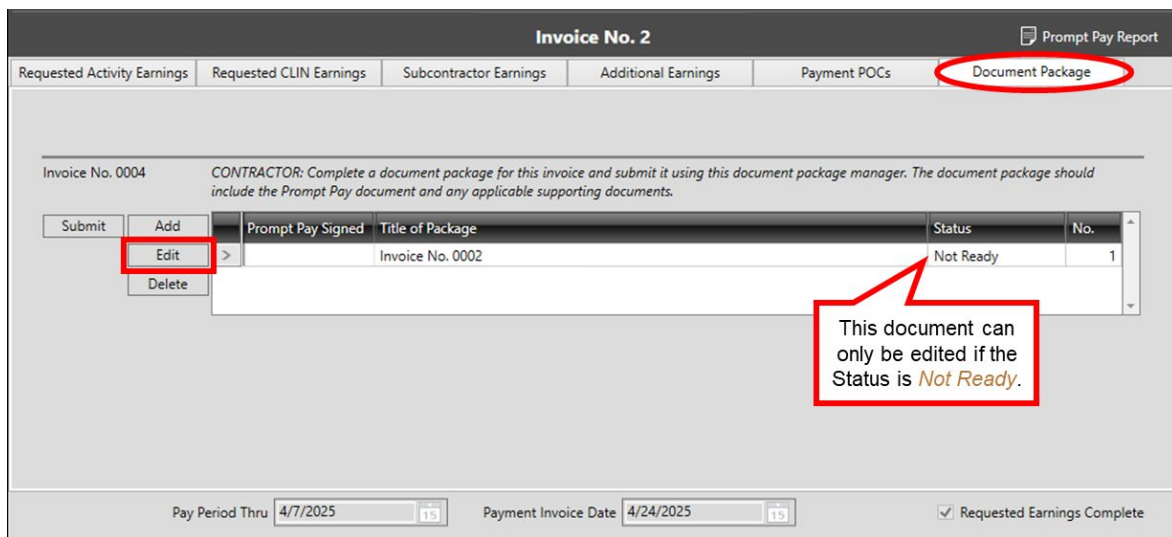 Invoice No. 2
Prompt Pay Report
Requested Activity Earnings
Requested CLIN Earnings
Subcontractor Earnings
Additional Earnings
Payment POCs
Document Package
Invoice No. 0004
CONTRACTOR: Complete a document package for this invoice and submit it using this document package manager. The document package should
include the Prompt Pay document and any applicable supporting documents.
Submit
Add
Edit
Delete
Prompt Pay Signed
Title of Package
Status
No.
>
Invoice No. 0002
Not Ready
1
This document can
only be edited if the
Status is Not Ready.
Pay Period Thru
4/7/2025
15
Payment Invoice Date
4/24/2025
15
Requested Earnings Complete